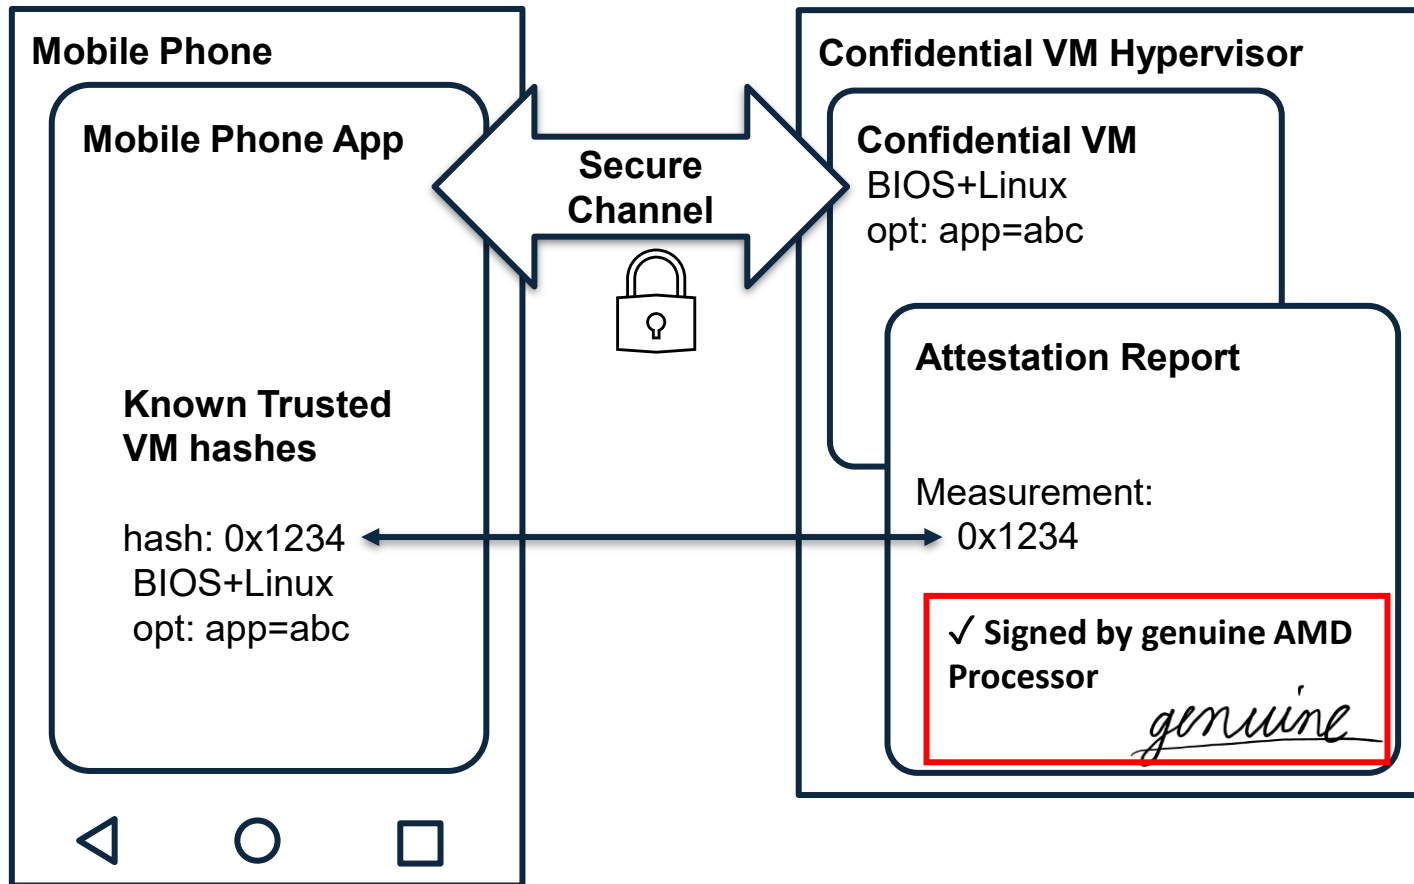 Mobile Phone
Mobile Phone App
Known Trusted
VM hashes
hash: 0x1234
BIOS+Linux
opt: app=abc
Secure
Channel
Confidential VM Hypervisor
Confidential VM
BIOS+Linux
opt: app=abc
Attestation Report
Measurement:
0x1234
✓ Signed by genuine AMD
Processor
genuine